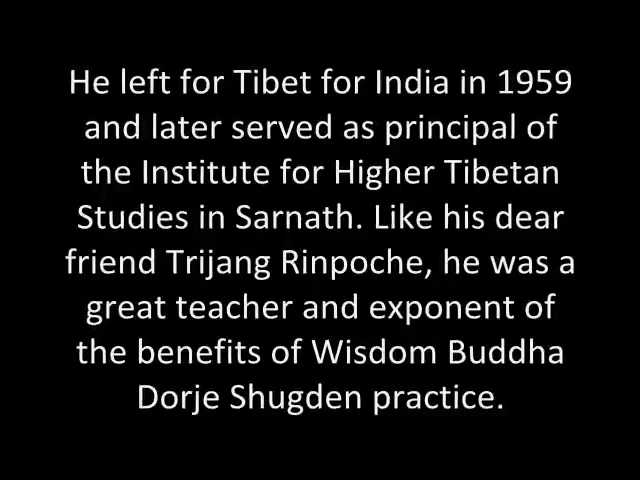 He left for Tibet for India in 1959
and later served as principal of
the Institute for Higher Tibetan
Studies in Sarnath. Like his dear
friend Trijang Rinpoche, he was a
great teacher and exponent of
the benefits of Wisdom Buddha
Dorje Shugden practice.